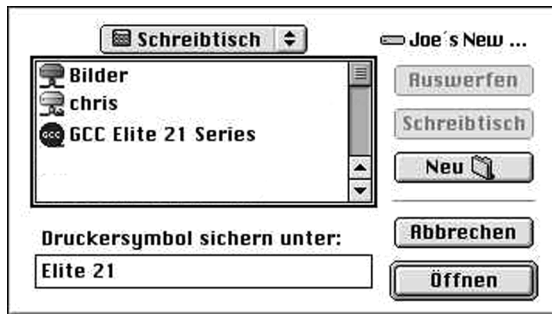 Schreibtisch
Joe´s New ...
Bilder
chris
GCC Elite 21 Series
Auswerfen
Schreibtisch
Neu
Druckersymbol sichern unter:
Elite 21
Abbrechen
Öffnen